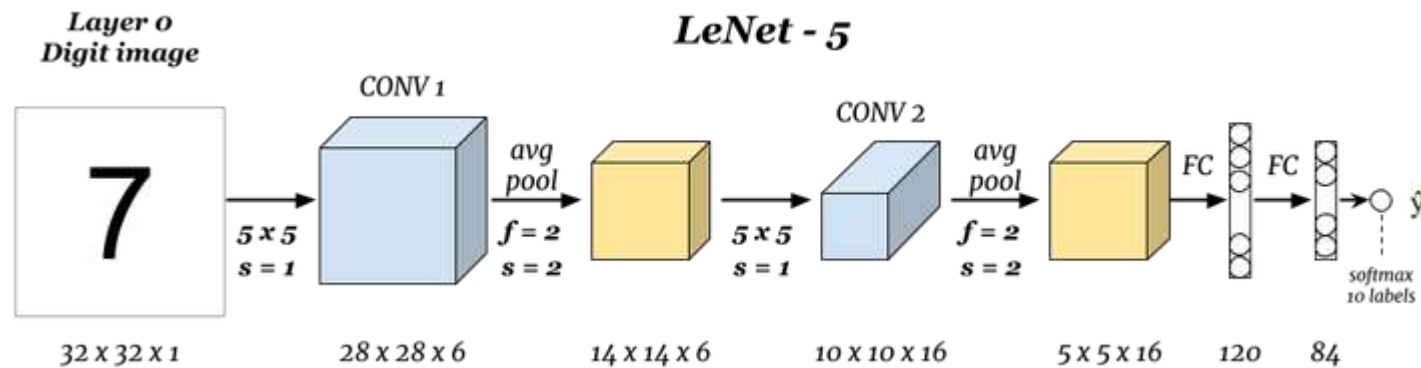 Layer 0
Digit image
LeNet - 5
7
CONV 1
CONV 2
5 x 5
s = 1
avg
pool
f = 2
s = 2
5 x 5
s = 1
avg
pool
f = 2
s = 2
FC
FC
ŷ
softmax
10 labels
32 x 32 x 1
28 x 28 x 6
14 x 14 x 6
10 x 10 x 16
5 x 5 x 16
120
84